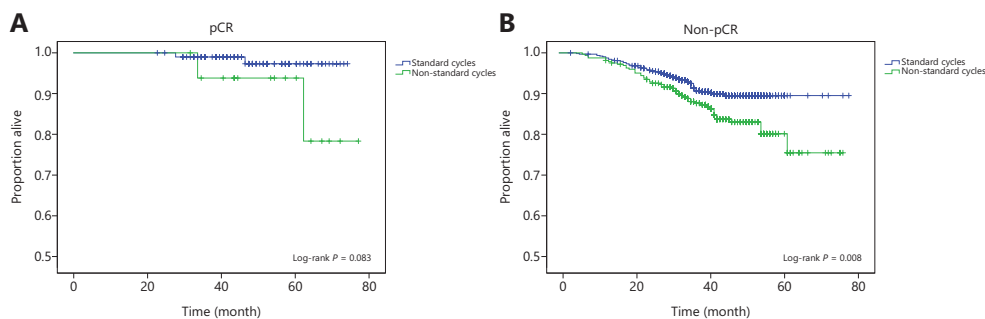 A
pCR
Proportion alive
1.0
0.9
0.8
0.7
0.6
0.5
0
20
40
60
80
Time (month)
Standard cycles
Non-standard cycles
Log-rank P = 0.083
B
Non-pCR
Proportion alive
1.0
0.9
0.8
0.7
0.6
0.5
0
20
40
60
80
Time (month)
Standard cycles
Non-standard cycles
Log-rank P = 0.008